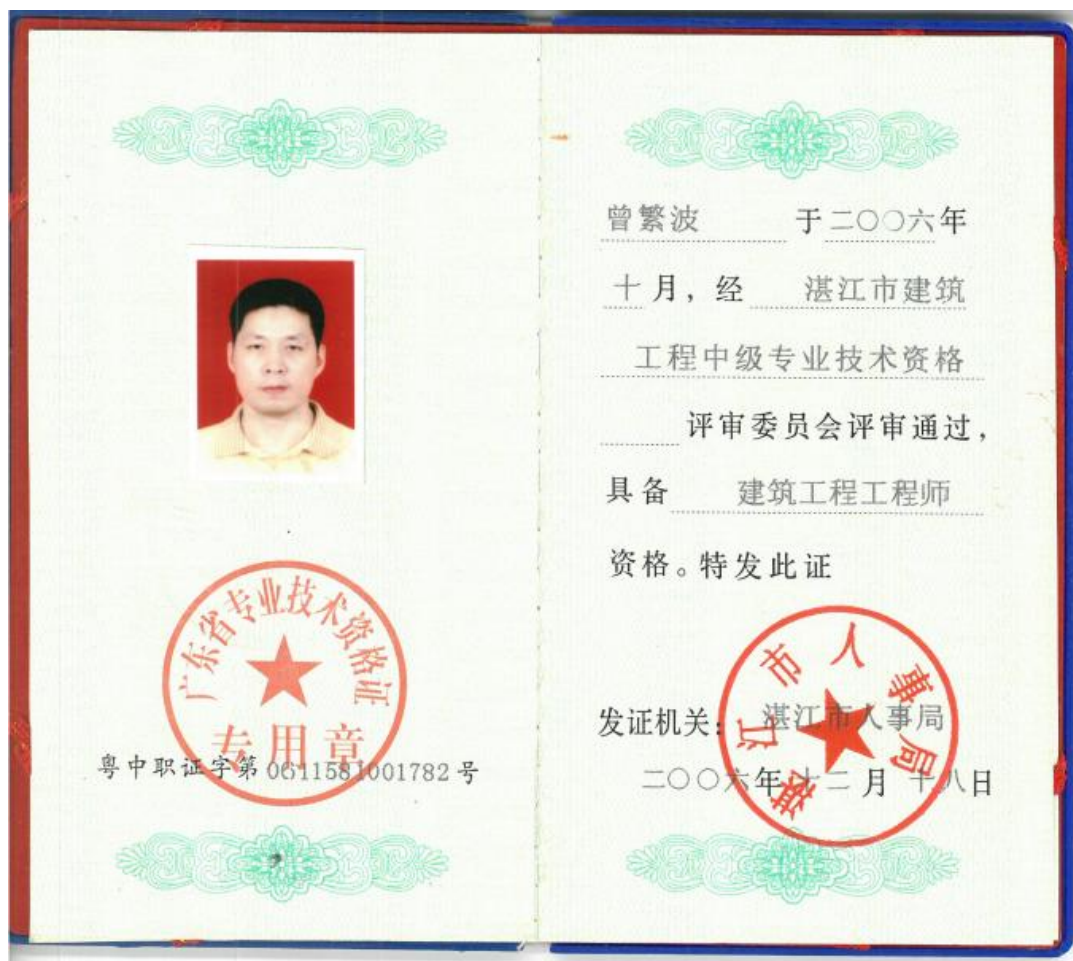 广东省专业技术资格证
专用章
粤中职证字第0611581001782号
曾繁波 于二〇〇六年
十月，经 湛江市建筑
工程中级专业技术资格
评审委员会评审通过，
具备 建筑工程工程师
资格。特发此证
发证机关：湛江市人事局
二〇〇六年十二月十八日
湛江市人事局